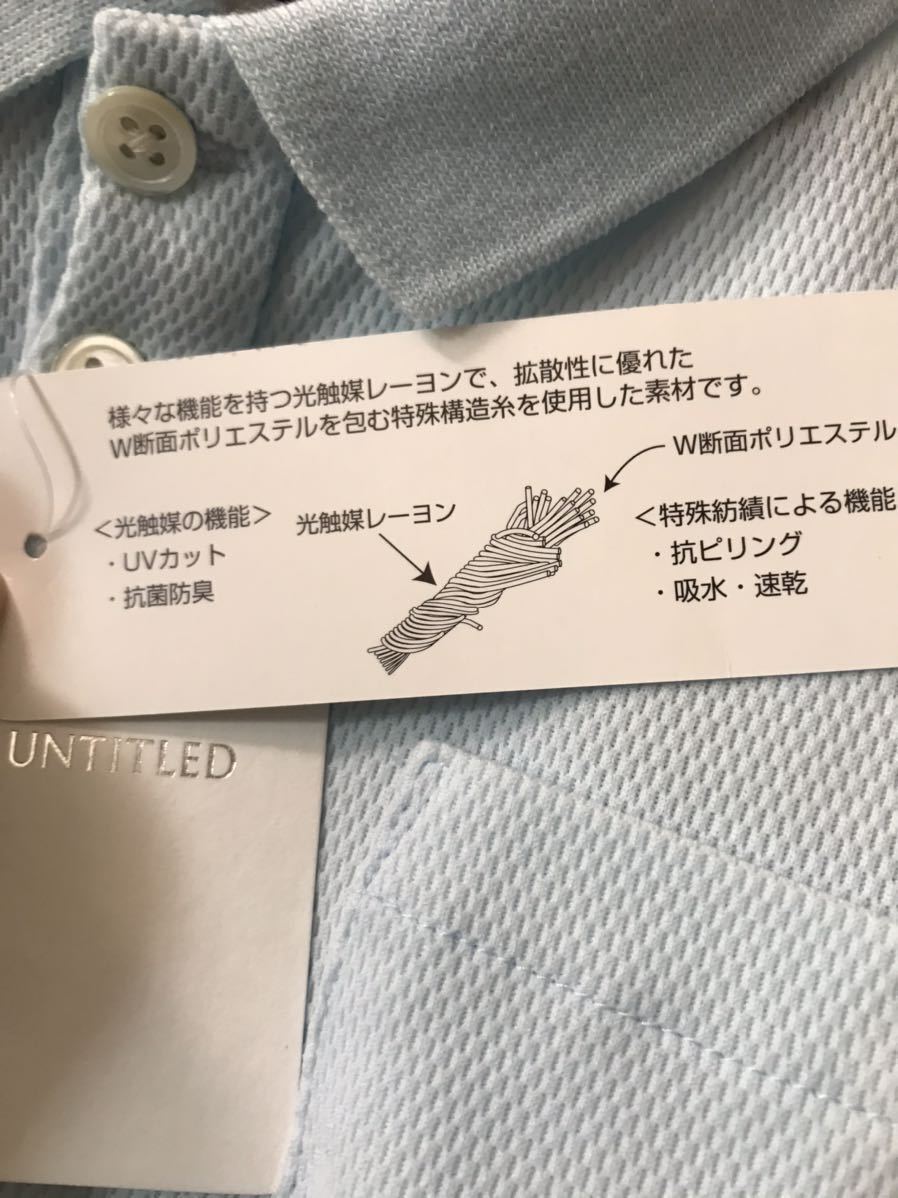 様々な機能を持つ光触媒レーヨンで、拡散性に優れた
W断面ポリエステルを包む特殊構造糸を使用した素材です。
W断面ポリエステル
＜光触媒の機能＞
・UVカット
・抗菌防臭
光触媒レーヨン
＜特殊紡績による機能
・抗ピリング
・吸水・速乾
UNTITLED